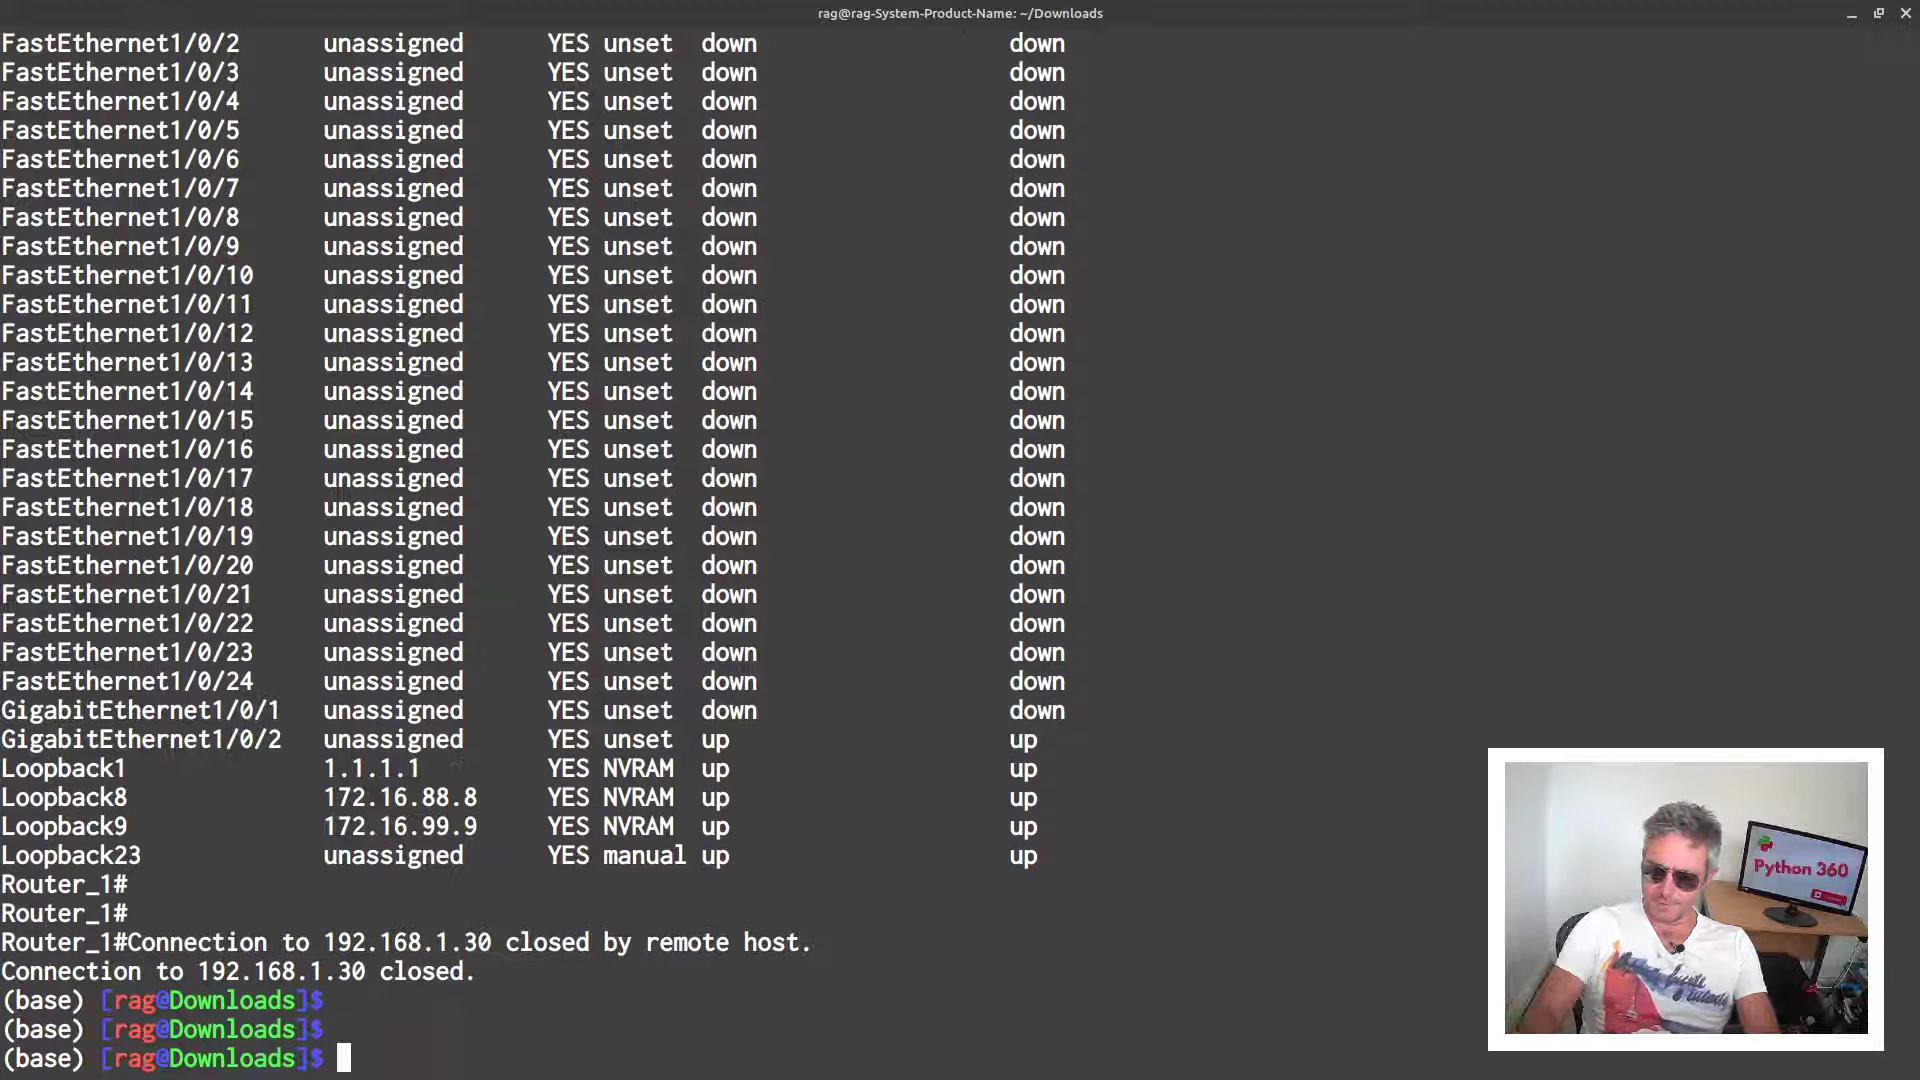 rag@rag-System-Product-Name: ~/Downloads
FastEthernet1/0/2 unassigned YES unset down down
FastEthernet1/0/3 unassigned YES unset down down
FastEthernet1/0/4 unassigned YES unset down down
FastEthernet1/0/5 unassigned YES unset down down
FastEthernet1/0/6 unassigned YES unset down down
FastEthernet1/0/7 unassigned YES unset down down
FastEthernet1/0/8 unassigned YES unset down down
FastEthernet1/0/9 unassigned YES unset down down
FastEthernet1/0/10 unassigned YES unset down down
FastEthernet1/0/11 unassigned YES unset down down
FastEthernet1/0/12 unassigned YES unset down down
FastEthernet1/0/13 unassigned YES unset down down
FastEthernet1/0/14 unassigned YES unset down down
FastEthernet1/0/15 unassigned YES unset down down
FastEthernet1/0/16 unassigned YES unset down down
FastEthernet1/0/17 unassigned YES unset down down
FastEthernet1/0/18 unassigned YES unset down down
FastEthernet1/0/19 unassigned YES unset down down
FastEthernet1/0/20 unassigned YES unset down down
FastEthernet1/0/21 unassigned YES unset down down
FastEthernet1/0/22 unassigned YES unset down down
FastEthernet1/0/23 unassigned YES unset down down
FastEthernet1/0/24 unassigned YES unset down down
GigabitEthernet1/0/1 unassigned YES unset down down
GigabitEthernet1/0/2 unassigned YES unset up up
Loopback1 1.1.1.1 YES NVRAM up up
Loopback8 172.16.88.8 YES NVRAM up up
Loopback9 172.16.99.9 YES NVRAM up up
Loopback23 unassigned YES manual up up
Router_1#
Router_1#
Router_1#Connection to 192.168.1.30 closed by remote host.
Connection to 192.168.1.30 closed.
(base) [rag@Downloads]$
(base) [rag@Downloads]$
(base) [rag@Downloads]$
Python 360